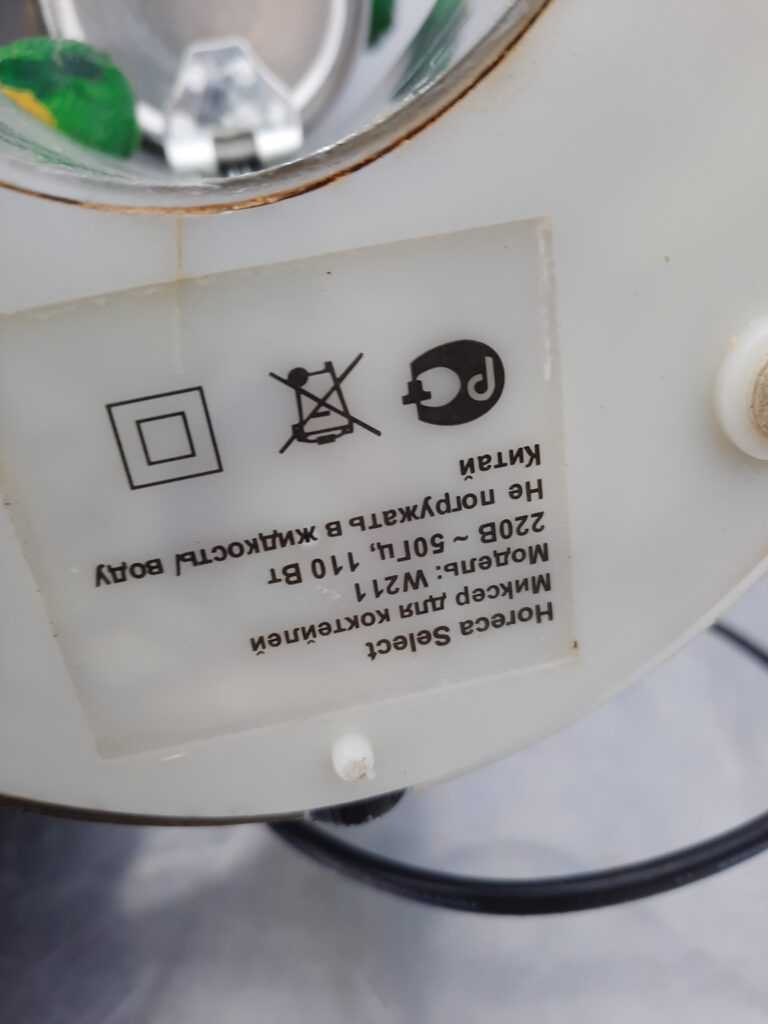 Horeca Select
Миксер для коктейлей
Модель: W211
220В ~ 50Гц, 110 Вт
Не погружать в жидкость/ воду
Китай